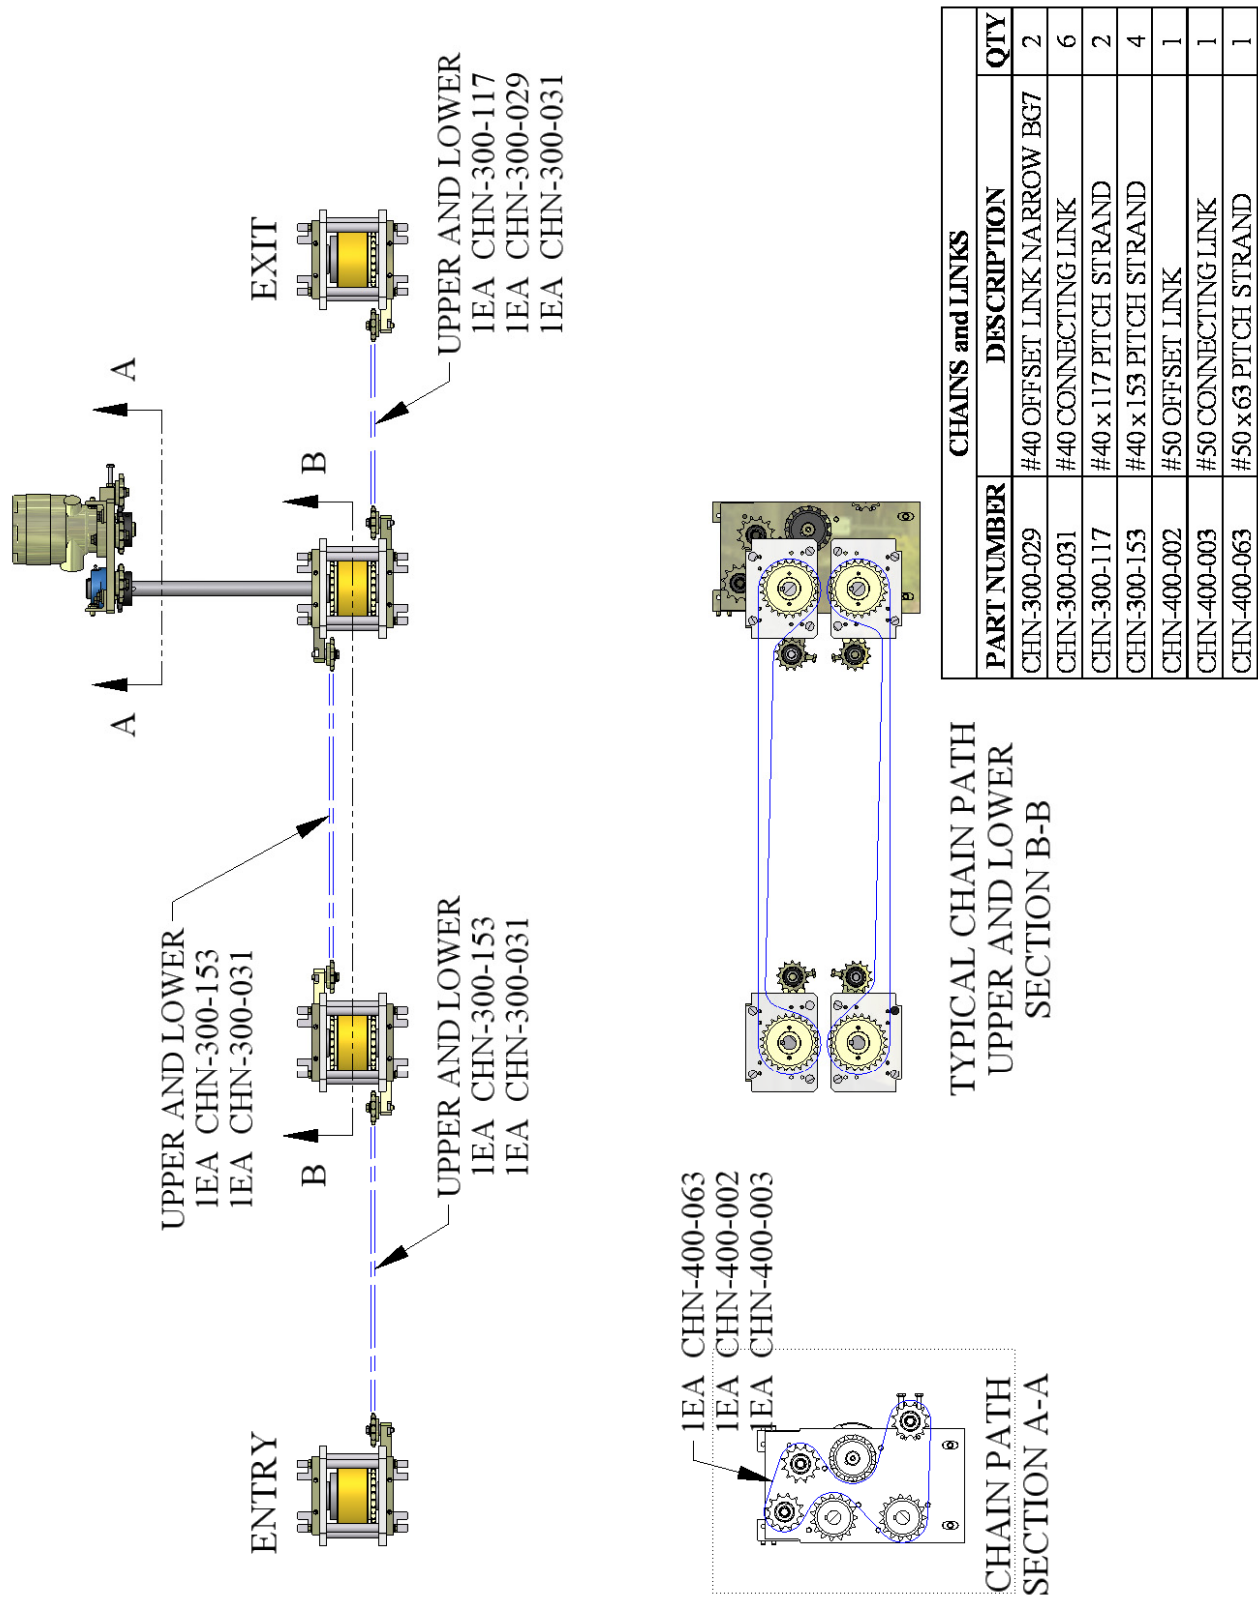 ENTRY
EXIT
A
A
B
B
UPPER AND LOWER
1EA CHN-300-153
1EA CHN-300-031
UPPER AND LOWER
1EA CHN-300-153
1EA CHN-300-031
UPPER AND LOWER
1EA CHN-300-117
1EA CHN-300-029
1EA CHN-300-031
1EA CHN-400-063
1EA CHN-400-002
1EA CHN-400-003
CHAIN PATH
SECTION A-A
TYPICAL CHAIN PATH
UPPER AND LOWER
SECTION B-B
CHAINS and LINKS
PART NUMBER DESCRIPTION QTY
CHN-300-029 #40 OFFSET LINK NARROW BG7 2
CHN-300-031 #40 CONNECTING LINK 6
CHN-300-117 #40 x 117 PITCH STRAND 2
CHN-300-153 #40 x 153 PITCH STRAND 4
CHN-400-002 #50 OFFSET LINK 1
CHN-400-003 #50 CONNECTING LINK 1
CHN-400-063 #50 x 63 PITCH STRAND 1